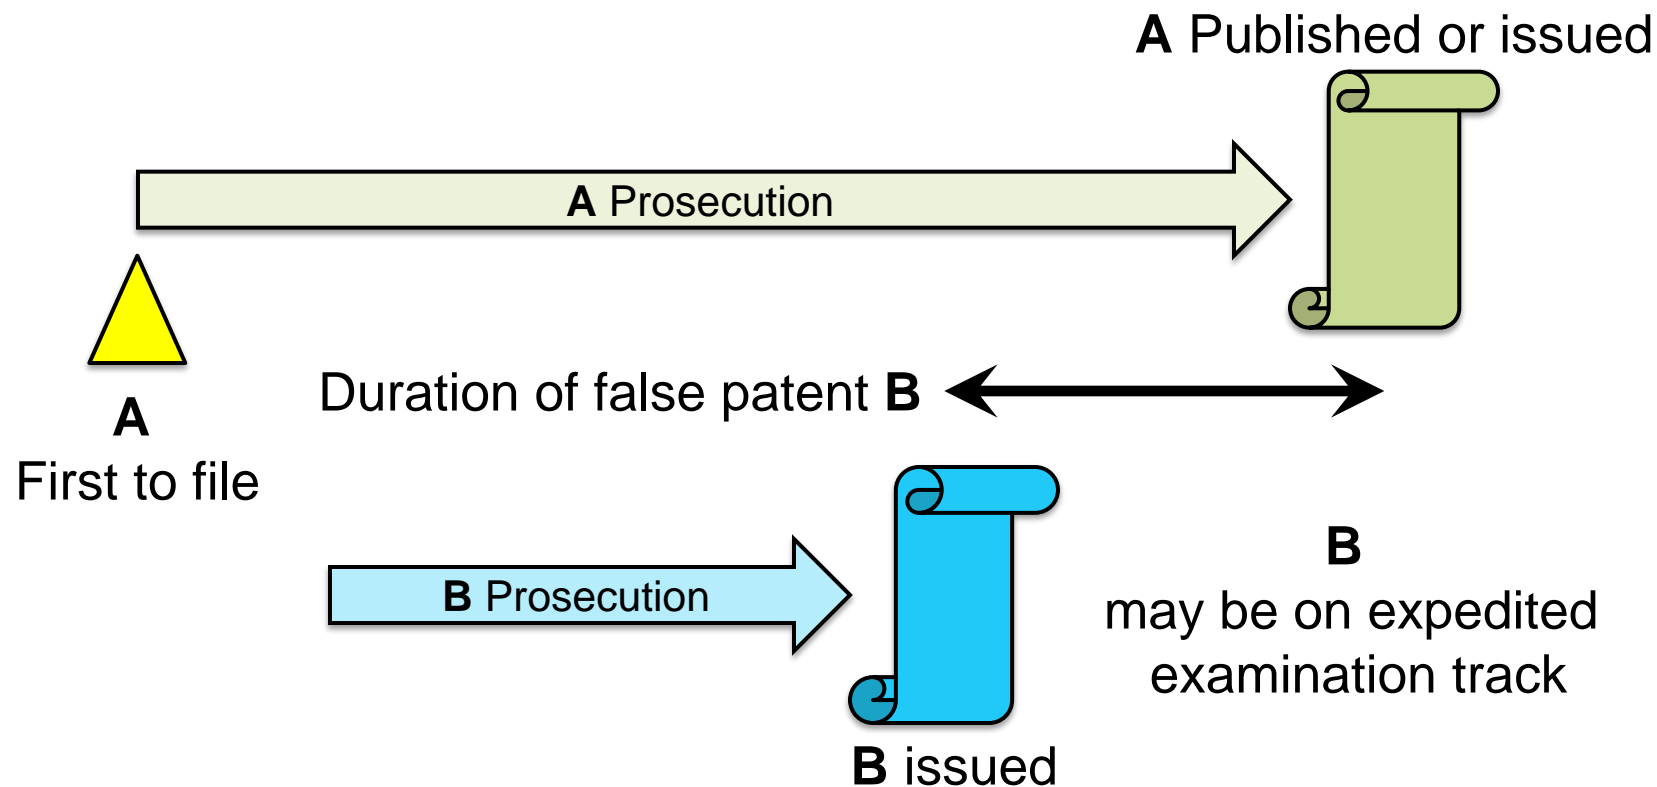 A Published or issued
A Prosecution
A
First to file
Duration of false patent B
B Prosecution
B
may be on expedited
examination track
B issued